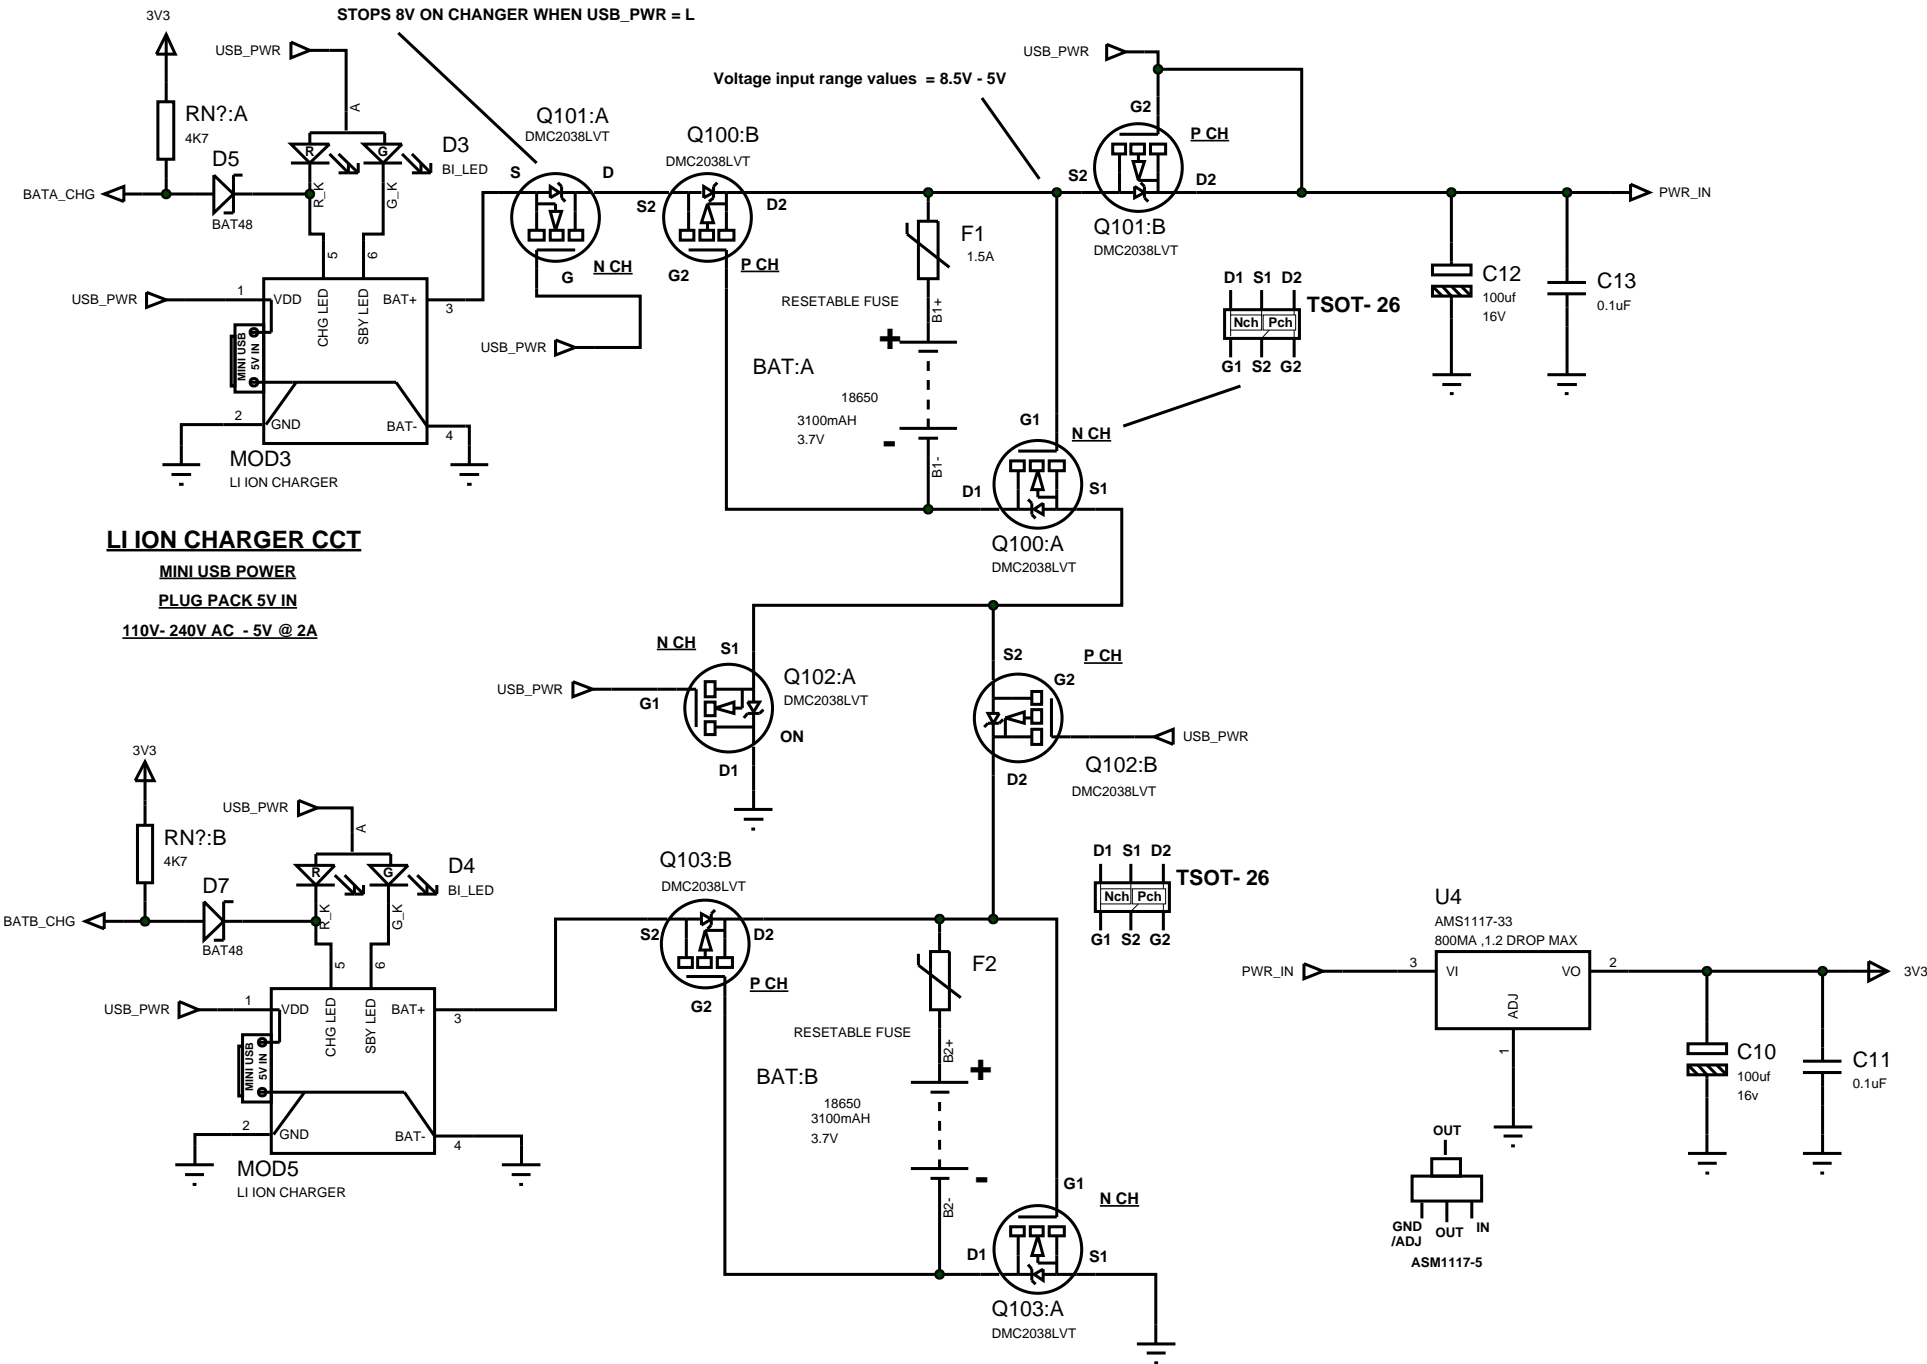 STOPS 8V ON CHANGER WHEN USB_PWR = L
3V3
USB_PWR
A
RN?:A
4K7
D5
BAT48
BATA_CHG
R
G
D3
BI_LED
R_K
G_K
5
6
USB_PWR
1
VDD
CHG LED
SBY LED
BAT+
3
MINI USB
5V IN
2
GND
BAT-
4
MOD3
LI ION CHARGER
Q101:A
DMC2038LVT
S
D
G
N CH
USB_PWR
Q100:B
DMC2038LVT
S2
D2
G2
P CH
Voltage input range values = 8.5V - 5V
USB_PWR
G2
P CH
S2
D2
Q101:B
DMC2038LVT
PWR_IN
F1
1.5A
RESETABLE FUSE
B1+
+
BAT:A
18650
3100mAH
3.7V
-
B1-
D1 S1 D2
Nch Pch
TSOT- 26
G1 S2 G2
C12
100uf
16V
C13
0.1uF
G1
N CH
D1
S1
Q100:A
DMC2038LVT
LI ION CHARGER CCT
MINI USB POWER
PLUG PACK 5V IN
110V- 240V AC - 5V @ 2A
N CH
S1
USB_PWR
G1
Q102:A
DMC2038LVT
ON
D1
S2
P CH
G2
USB_PWR
Q102:B
D2
DMC2038LVT
3V3
USB_PWR
A
RN?:B
4K7
D7
BAT48
BATB_CHG
R
G
D4
BI_LED
R_K
G_K
5
6
USB_PWR
1
VDD
CHG LED
SBY LED
BAT+
3
MINI USB
5V IN
2
GND
BAT-
4
MOD5
LI ION CHARGER
Q103:B
DMC2038LVT
S2
D2
G2
P CH
F2
RESETABLE FUSE
B2+
+
BAT:B
18650
3100mAH
3.7V
-
B2-
D1 S1 D2
Nch Pch
TSOT- 26
G1 S2 G2
G1
N CH
D1
S1
Q103:A
DMC2038LVT
U4
AMS1117-33
800MA ,1.2 DROP MAX
PWR_IN
3
VI
VO
2
3V3
ADJ
1
C10
100uf
16v
C11
0.1uF
OUT
GND
/ADJ
OUT
IN
ASM1117-5